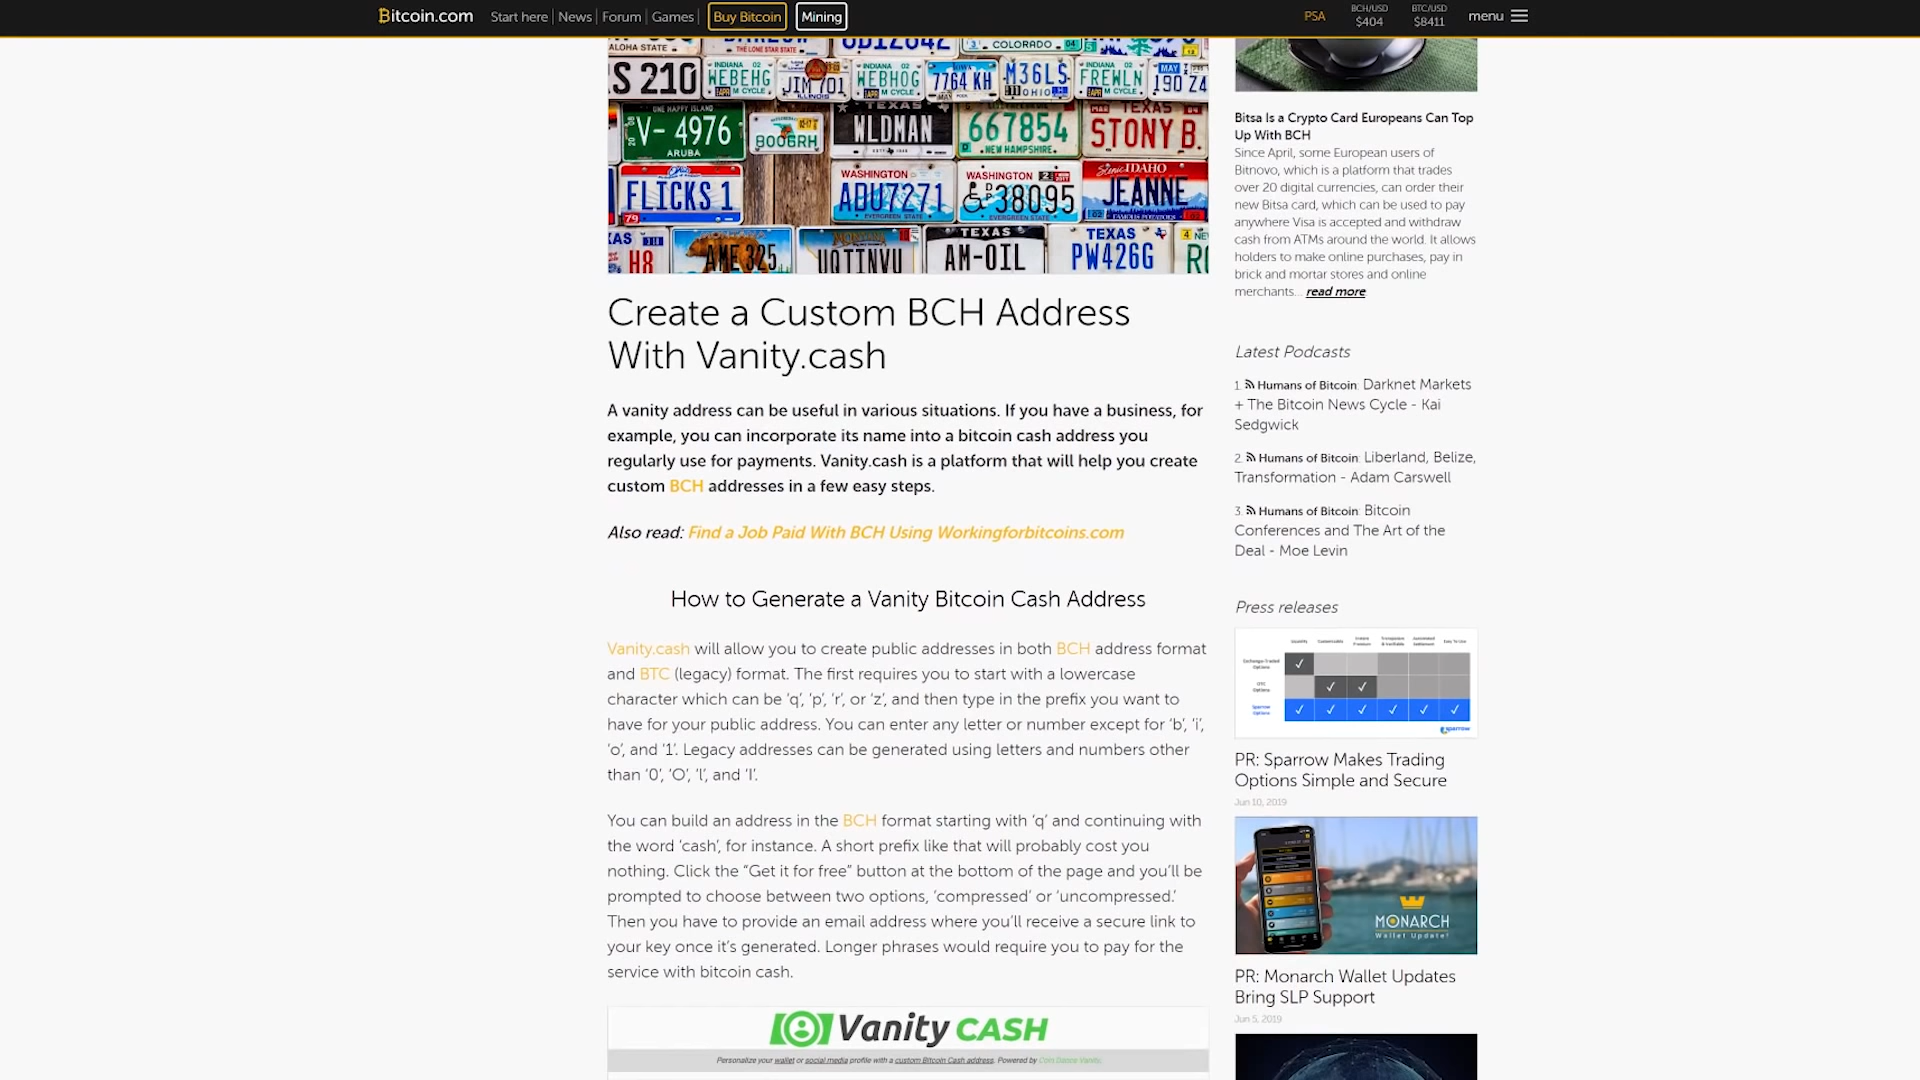 Bitcoin.com Start here News Forum Games Buy Bitcoin Mining PSA BCH/USD $404 BTC/USD $8411 menu
ALOHA STATE THE LONE STAR STATE COLORADO
S 210 WEBEHG JIM 701 WEBHOG 7764 KH M36LS FREWLN 190 Z4
ONE HAPPY ISLAND TEXAS TEXAS
V- 4976 BOO6RH WLDMAN 667854 STONY B.
ARUBA NEW HAMPSHIRE
WASHINGTON WASHINGTON IDAHO
FLICKS 1 ADU7271 38095 JEANNE
79 EVERGREEN STATE EVERGREEN STATE FAMOUS POTATOES
MONTANA TEXAS TEXAS
H8 AME 325 AM-OIL PW426G
Create a Custom BCH Address
With Vanity.cash
A vanity address can be useful in various situations. If you have a business, for
example, you can incorporate its name into a bitcoin cash address you
regularly use for payments. Vanity.cash is a platform that will help you create
custom BCH addresses in a few easy steps.
Also read: Find a Job Paid With BCH Using Workingforbitcoins.com
How to Generate a Vanity Bitcoin Cash Address
Vanity.cash will allow you to create public addresses in both BCH address format
and BTC (legacy) format. The first requires you to start with a lowercase
character which can be ‘q’, ‘p’, ‘r’, or ‘z’, and then type in the prefix you want to
have for your public address. You can enter any letter or number except for ‘b’, ‘i’,
‘o’, and ‘1’. Legacy addresses can be generated using letters and numbers other
than ‘0’, ‘O’, ‘l’, and ‘I’.
You can build an address in the BCH format starting with ‘q’ and continuing with
the word ‘cash’, for instance. A short prefix like that will probably cost you
nothing. Click the “Get it for free” button at the bottom of the page and you’ll be
prompted to choose between two options, ‘compressed’ or ‘uncompressed.’
Then you have to provide an email address where you’ll receive a secure link to
your key once it’s generated. Longer phrases would require you to pay for the
service with bitcoin cash.
Vanity CASH
Personalize your wallet or social media profile with a custom Bitcoin Cash address. Powered by Coin Dance Vanity.
Bitsa Is a Crypto Card Europeans Can Top
Up With BCH
Since April, some European users of
Bitnovo, which is a platform that trades
over 20 digital currencies, can order their
new Bitsa card, which can be used to pay
anywhere Visa is accepted and withdraw
cash from ATMs around the world. It allows
holders to make online purchases, pay in
brick and mortar stores and online
merchants... read more
Latest Podcasts
1. Humans of Bitcoin: Darknet Markets
+ The Bitcoin News Cycle - Kai
Sedgwick
2. Humans of Bitcoin: Liberland, Belize,
Transformation - Adam Carswell
3. Humans of Bitcoin: Bitcoin
Conferences and The Art of the
Deal - Moe Levin
Press releases
PR: Sparrow Makes Trading
Options Simple and Secure
Jun 10, 2019
MONARCH
Wallet Update!
PR: Monarch Wallet Updates
Bring SLP Support
Jun 5, 2019